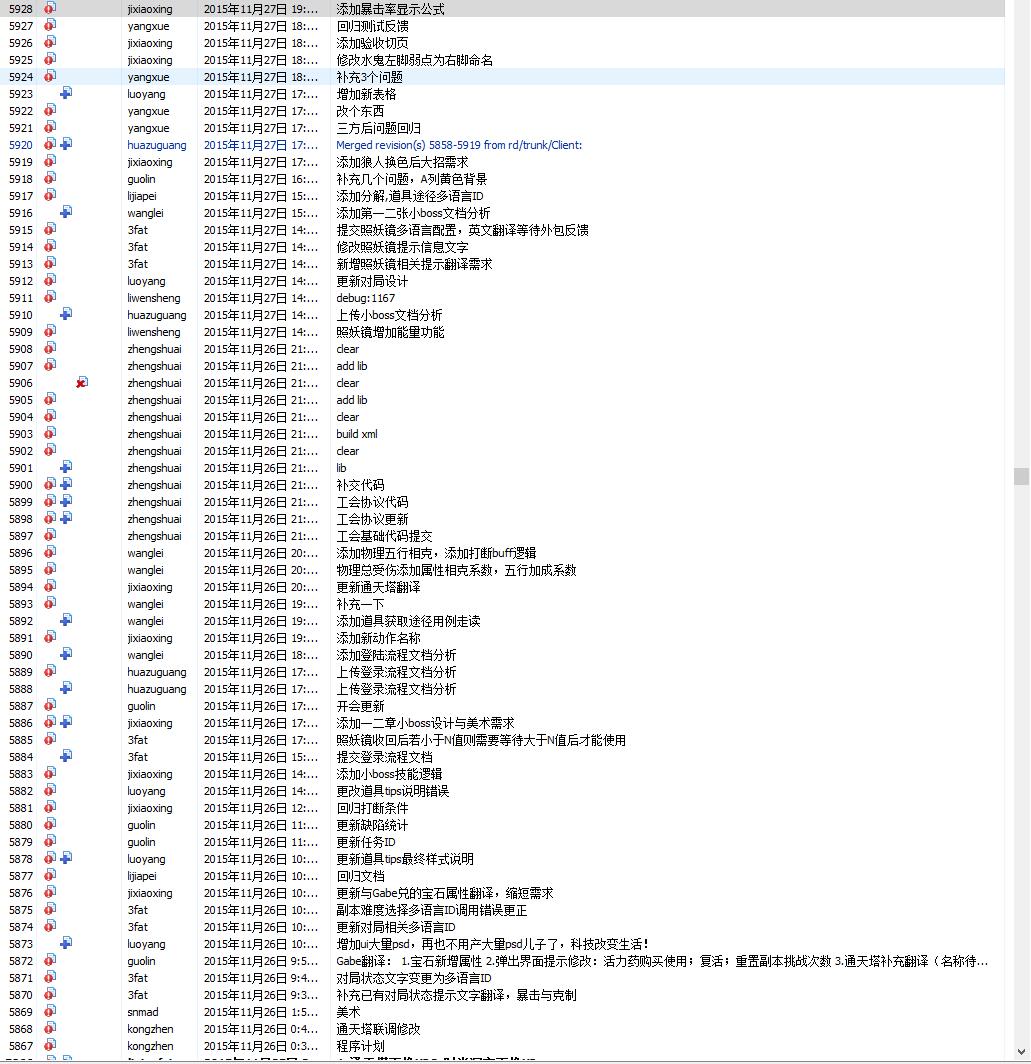 5928 jixiaoxing 2015年11月27日 19:... 添加暴击率显示公式
5927 yangxue 2015年11月27日 18:... 回归测试反馈
5926 jixiaoxing 2015年11月27日 18:... 添加验收切页
5925 jixiaoxing 2015年11月27日 18:... 修改水鬼左脚弱点为右脚命名
5924 yangxue 2015年11月27日 18:... 补充3个问题
5923 luoyang 2015年11月27日 17:... 增加新表格
5922 yangxue 2015年11月27日 17:... 改个东西
5921 yangxue 2015年11月27日 17:... 三方后问题回归
5920 huazuguang 2015年11月27日 17:... Merged revision(s) 5858-5919 from rd/trunk/Client:
5919 jixiaoxing 2015年11月27日 17:... 添加狼人换色后大招需求
5918 guolin 2015年11月27日 16:... 补充几个问题，A列黄色背景
5917 lijiapei 2015年11月27日 15:... 添加分解,道具途径多语言ID
5916 wanglei 2015年11月27日 15:... 添加第一二张小boss文档分析
5915 3fat 2015年11月27日 14:... 提交照妖镜多语言配置，英文翻译等待外包反馈
5914 3fat 2015年11月27日 14:... 修改照妖镜提示信息文字
5913 3fat 2015年11月27日 14:... 新增照妖镜相关提示翻译需求
5912 luoyang 2015年11月27日 14:... 更新对局设计
5911 liwensheng 2015年11月27日 14:... debug:1167
5910 huazuguang 2015年11月27日 14:... 上传小boss文档分析
5909 liwensheng 2015年11月27日 14:... 照妖镜增加能量功能
5908 zhengshuai 2015年11月26日 21:... clear
5907 zhengshuai 2015年11月26日 21:... add lib
5906 zhengshuai 2015年11月26日 21:... clear
5905 zhengshuai 2015年11月26日 21:... add lib
5904 zhengshuai 2015年11月26日 21:... clear
5903 zhengshuai 2015年11月26日 21:... build xml
5902 zhengshuai 2015年11月26日 21:... clear
5901 zhengshuai 2015年11月26日 21:... lib
5900 zhengshuai 2015年11月26日 21:... 补交代码
5899 zhengshuai 2015年11月26日 21:... 工会协议代码
5898 zhengshuai 2015年11月26日 21:... 工会协议更新
5897 zhengshuai 2015年11月26日 21:... 工会基础代码提交
5896 wanglei 2015年11月26日 20:... 添加物理五行相克，添加打断buff逻辑
5895 wanglei 2015年11月26日 20:... 物理总受伤添加属性相克系数，五行加成系数
5894 jixiaoxing 2015年11月26日 20:... 更新通天塔翻译
5893 wanglei 2015年11月26日 19:... 补充一下
5892 wanglei 2015年11月26日 19:... 添加道具获取途径用例走读
5891 jixiaoxing 2015年11月26日 19:... 添加新动作名称
5890 wanglei 2015年11月26日 18:... 添加登陆流程文档分析
5889 huazuguang 2015年11月26日 17:... 上传登录流程文档分析
5888 huazuguang 2015年11月26日 17:... 上传登录流程文档分析
5887 guolin 2015年11月26日 17:... 开会更新
5886 jixiaoxing 2015年11月26日 17:... 添加一二章小boss设计与美术需求
5885 3fat 2015年11月26日 17:... 照妖镜收回后若小于N值则需要等待大于N值后才能使用
5884 3fat 2015年11月26日 15:... 提交登录流程文档
5883 jixiaoxing 2015年11月26日 14:... 添加小boss技能逻辑
5882 luoyang 2015年11月26日 14:... 更改道具tips说明错误
5881 jixiaoxing 2015年11月26日 12:... 回归打断条件
5880 guolin 2015年11月26日 11:... 更新缺陷统计
5879 guolin 2015年11月26日 11:... 更新任务ID
5878 luoyang 2015年11月26日 10:... 更新道具tips最终样式说明
5877 lijiapei 2015年11月26日 10:... 回归文档
5876 jixiaoxing 2015年11月26日 10:... 更新与Gabe兑的宝石属性翻译，缩短需求
5875 3fat 2015年11月26日 10:... 副本难度选择多语言ID调用错误更正
5874 3fat 2015年11月26日 10:... 更新对局相关多语言ID
5873 luoyang 2015年11月26日 10:... 增加ui大量psd，再也不用产大量psd儿子了，科技改变生活！
5872 guolin 2015年11月26日 9:5... Gabe翻译： 1.宝石新增属性 2.弹出界面提示修改：活力药购买使用；复活；重置副本挑战次数 3.通天塔补充翻译（名称待...
5871 3fat 2015年11月26日 9:4... 对局状态文字变更为多语言ID
5870 3fat 2015年11月26日 9:3... 补充已有对局状态提示文字翻译，暴击与克制
5869 snmad 2015年11月26日 1:5... 美术
5868 kongzhen 2015年11月26日 0:4... 通天塔联调修改
5867 kongzhen 2015年11月26日 0:3... 程序计划